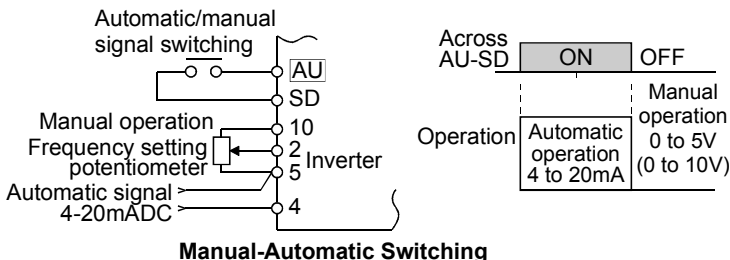 Automatic/manual
signal switching
AU
SD
Manual operation
10
Frequency setting
potentiometer
2
Inverter
5
Automatic signal
4-20mADC
4
Across
AU-SD
ON
OFF
Operation
Automatic
operation
4 to 20mA
Manual
operation
0 to 5V
(0 to 10V)
Manual-Automatic Switching